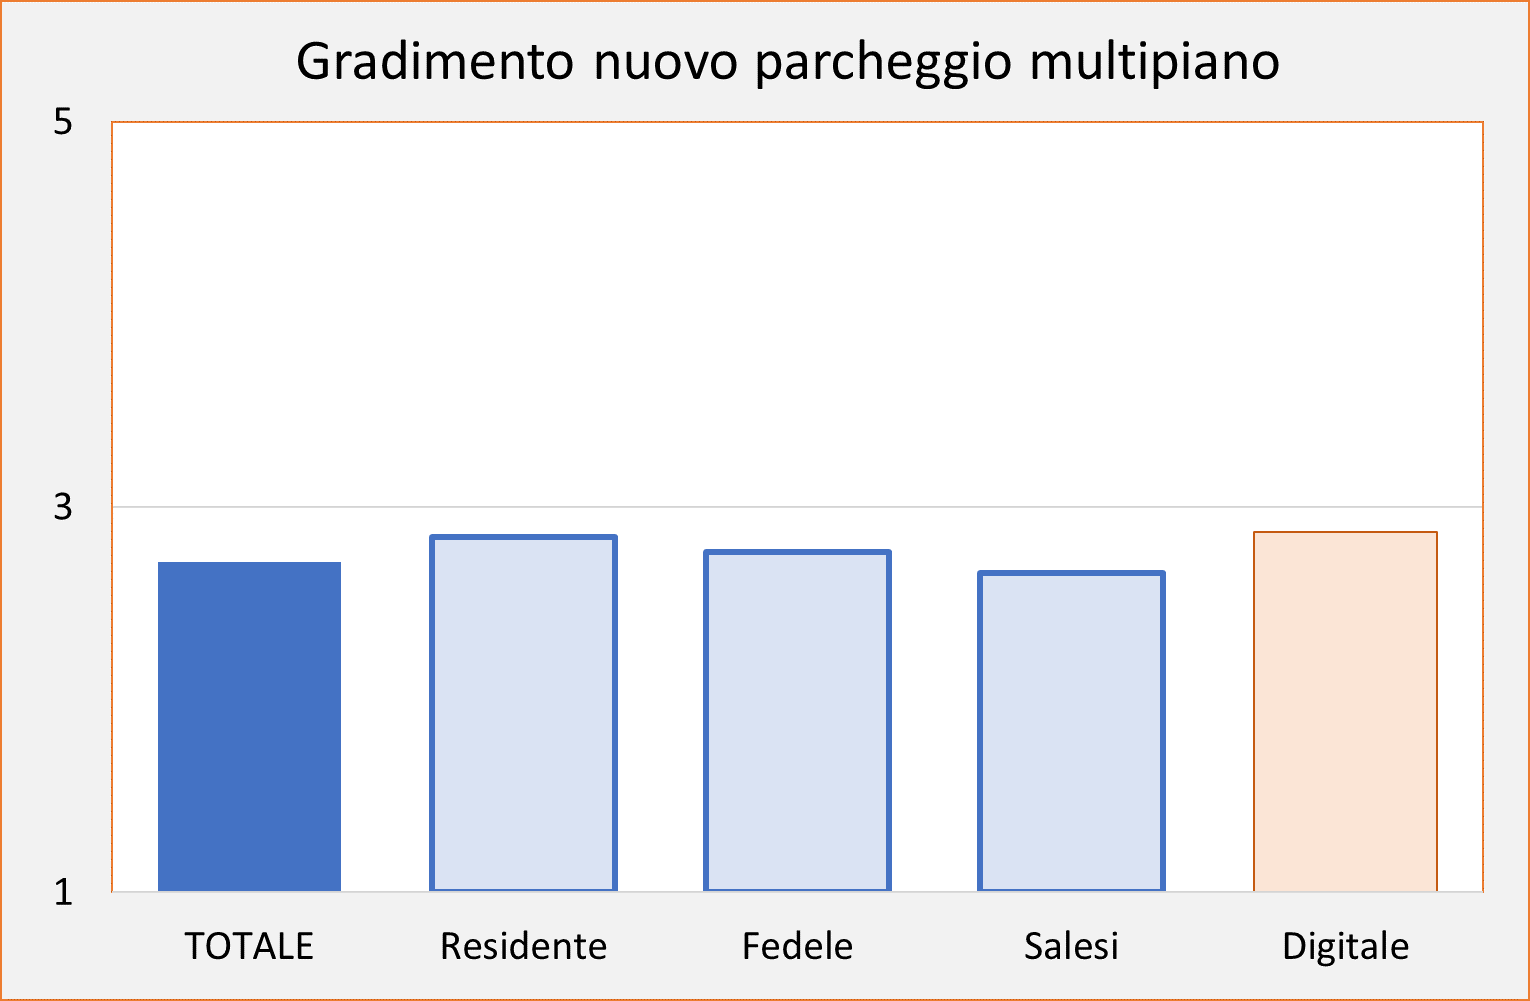 Gradimento nuovo parcheggio multipiano
5
3
1
TOTALE Residente Fedele Salesi Digitale